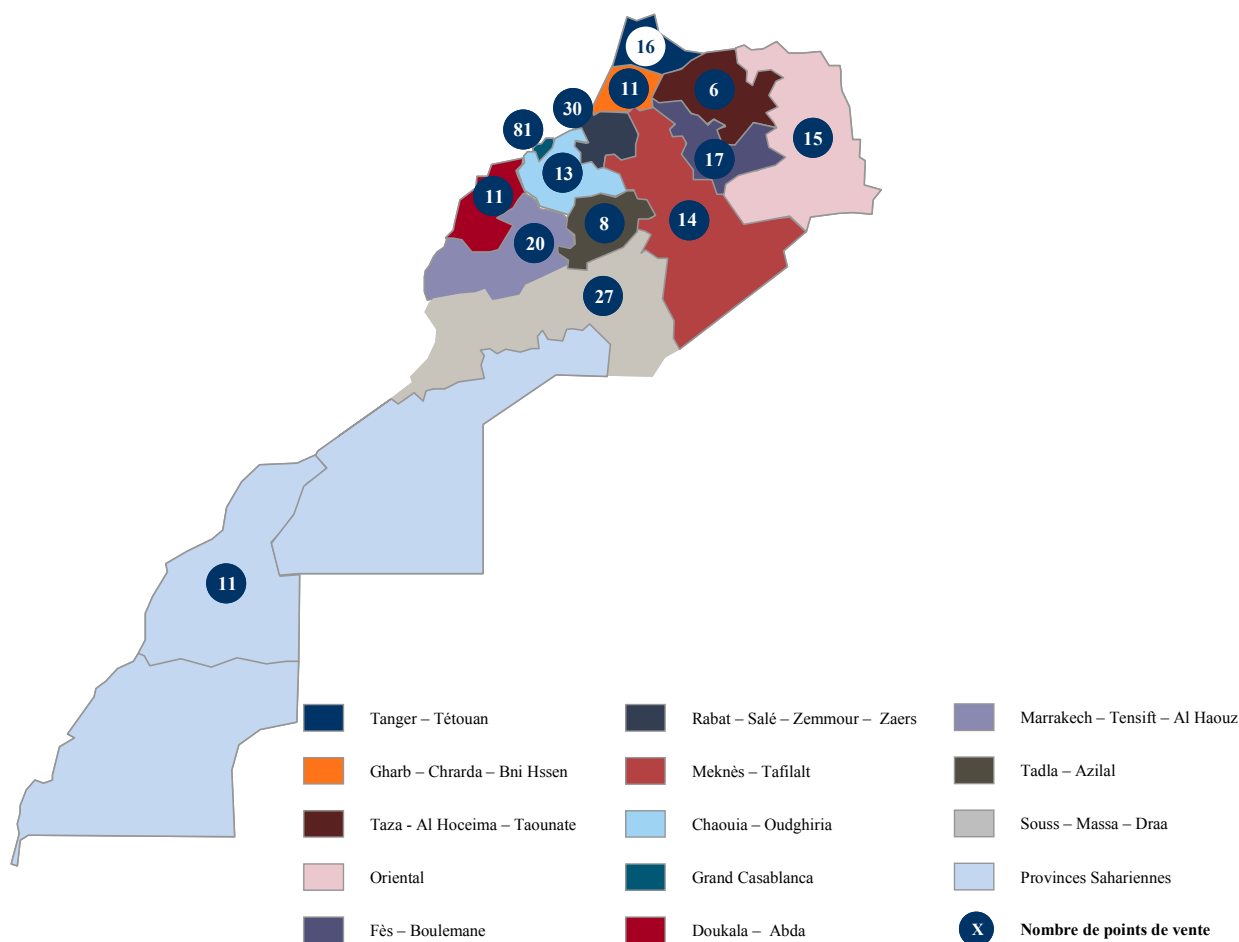 16
11
6
30
81
15
17
13
11
14
8
20
27
11
Tanger – Tétouan
Rabat – Salé – Zemmour – Zaers
Marrakech – Tensift – Al Haouz
Gharb – Chrarda – Bni Hssen
Meknès – Tafilalt
Tadla – Azilal
Taza - Al Hoceima – Taounate
Chaouia – Oudghiria
Souss – Massa – Draa
Oriental
Grand Casablanca
Provinces Sahariennes
Fès – Boulemane
Doukala – Abda
X Nombre de points de vente